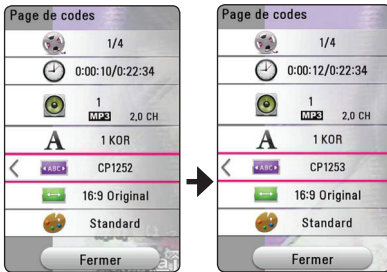 Page de codes
1/4
0:00:10/0:22:34
1
MP3 2,0 CH
A 1 KOR
ABC CP1252
16:9 Original
Standard
Fermer
Page de codes
1/4
0:00:12/0:22:34
1
MP3 2,0 CH
A 1 KOR
ABC CP1253
16:9 Original
Standard
Fermer